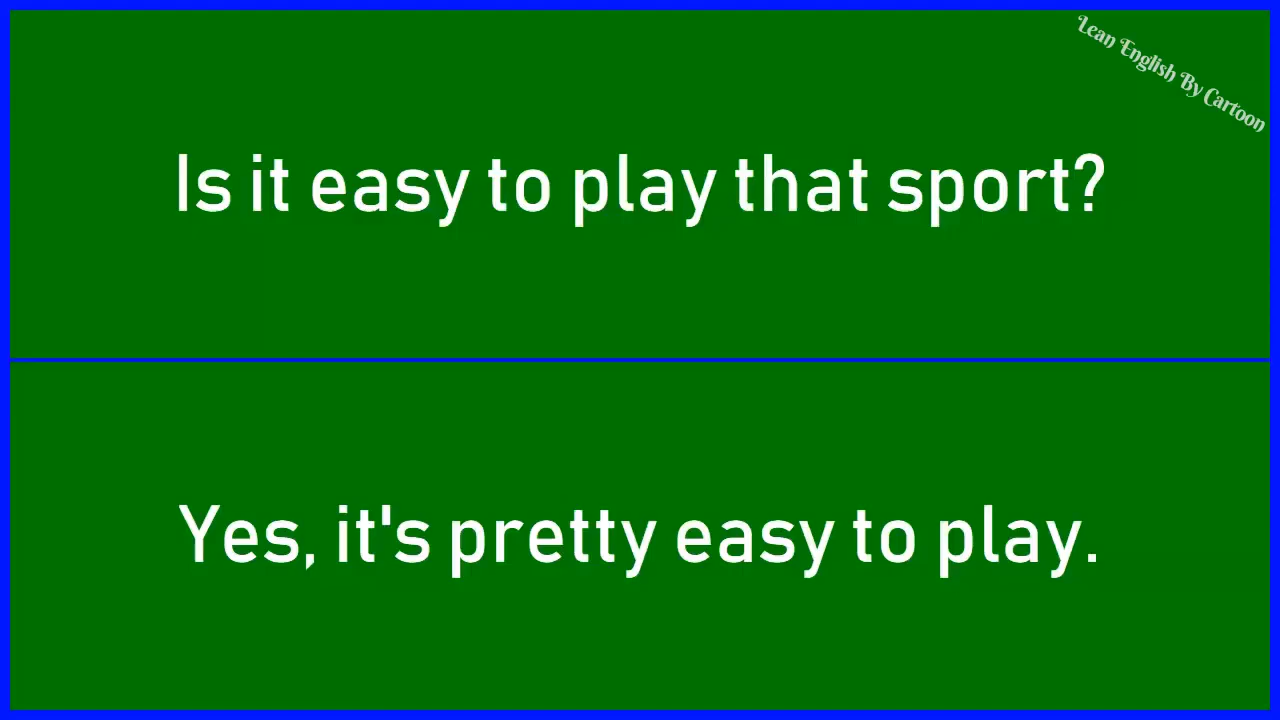 Lean English By Cartoon
Is it easy to play that sport?
Yes, it's pretty easy to play.